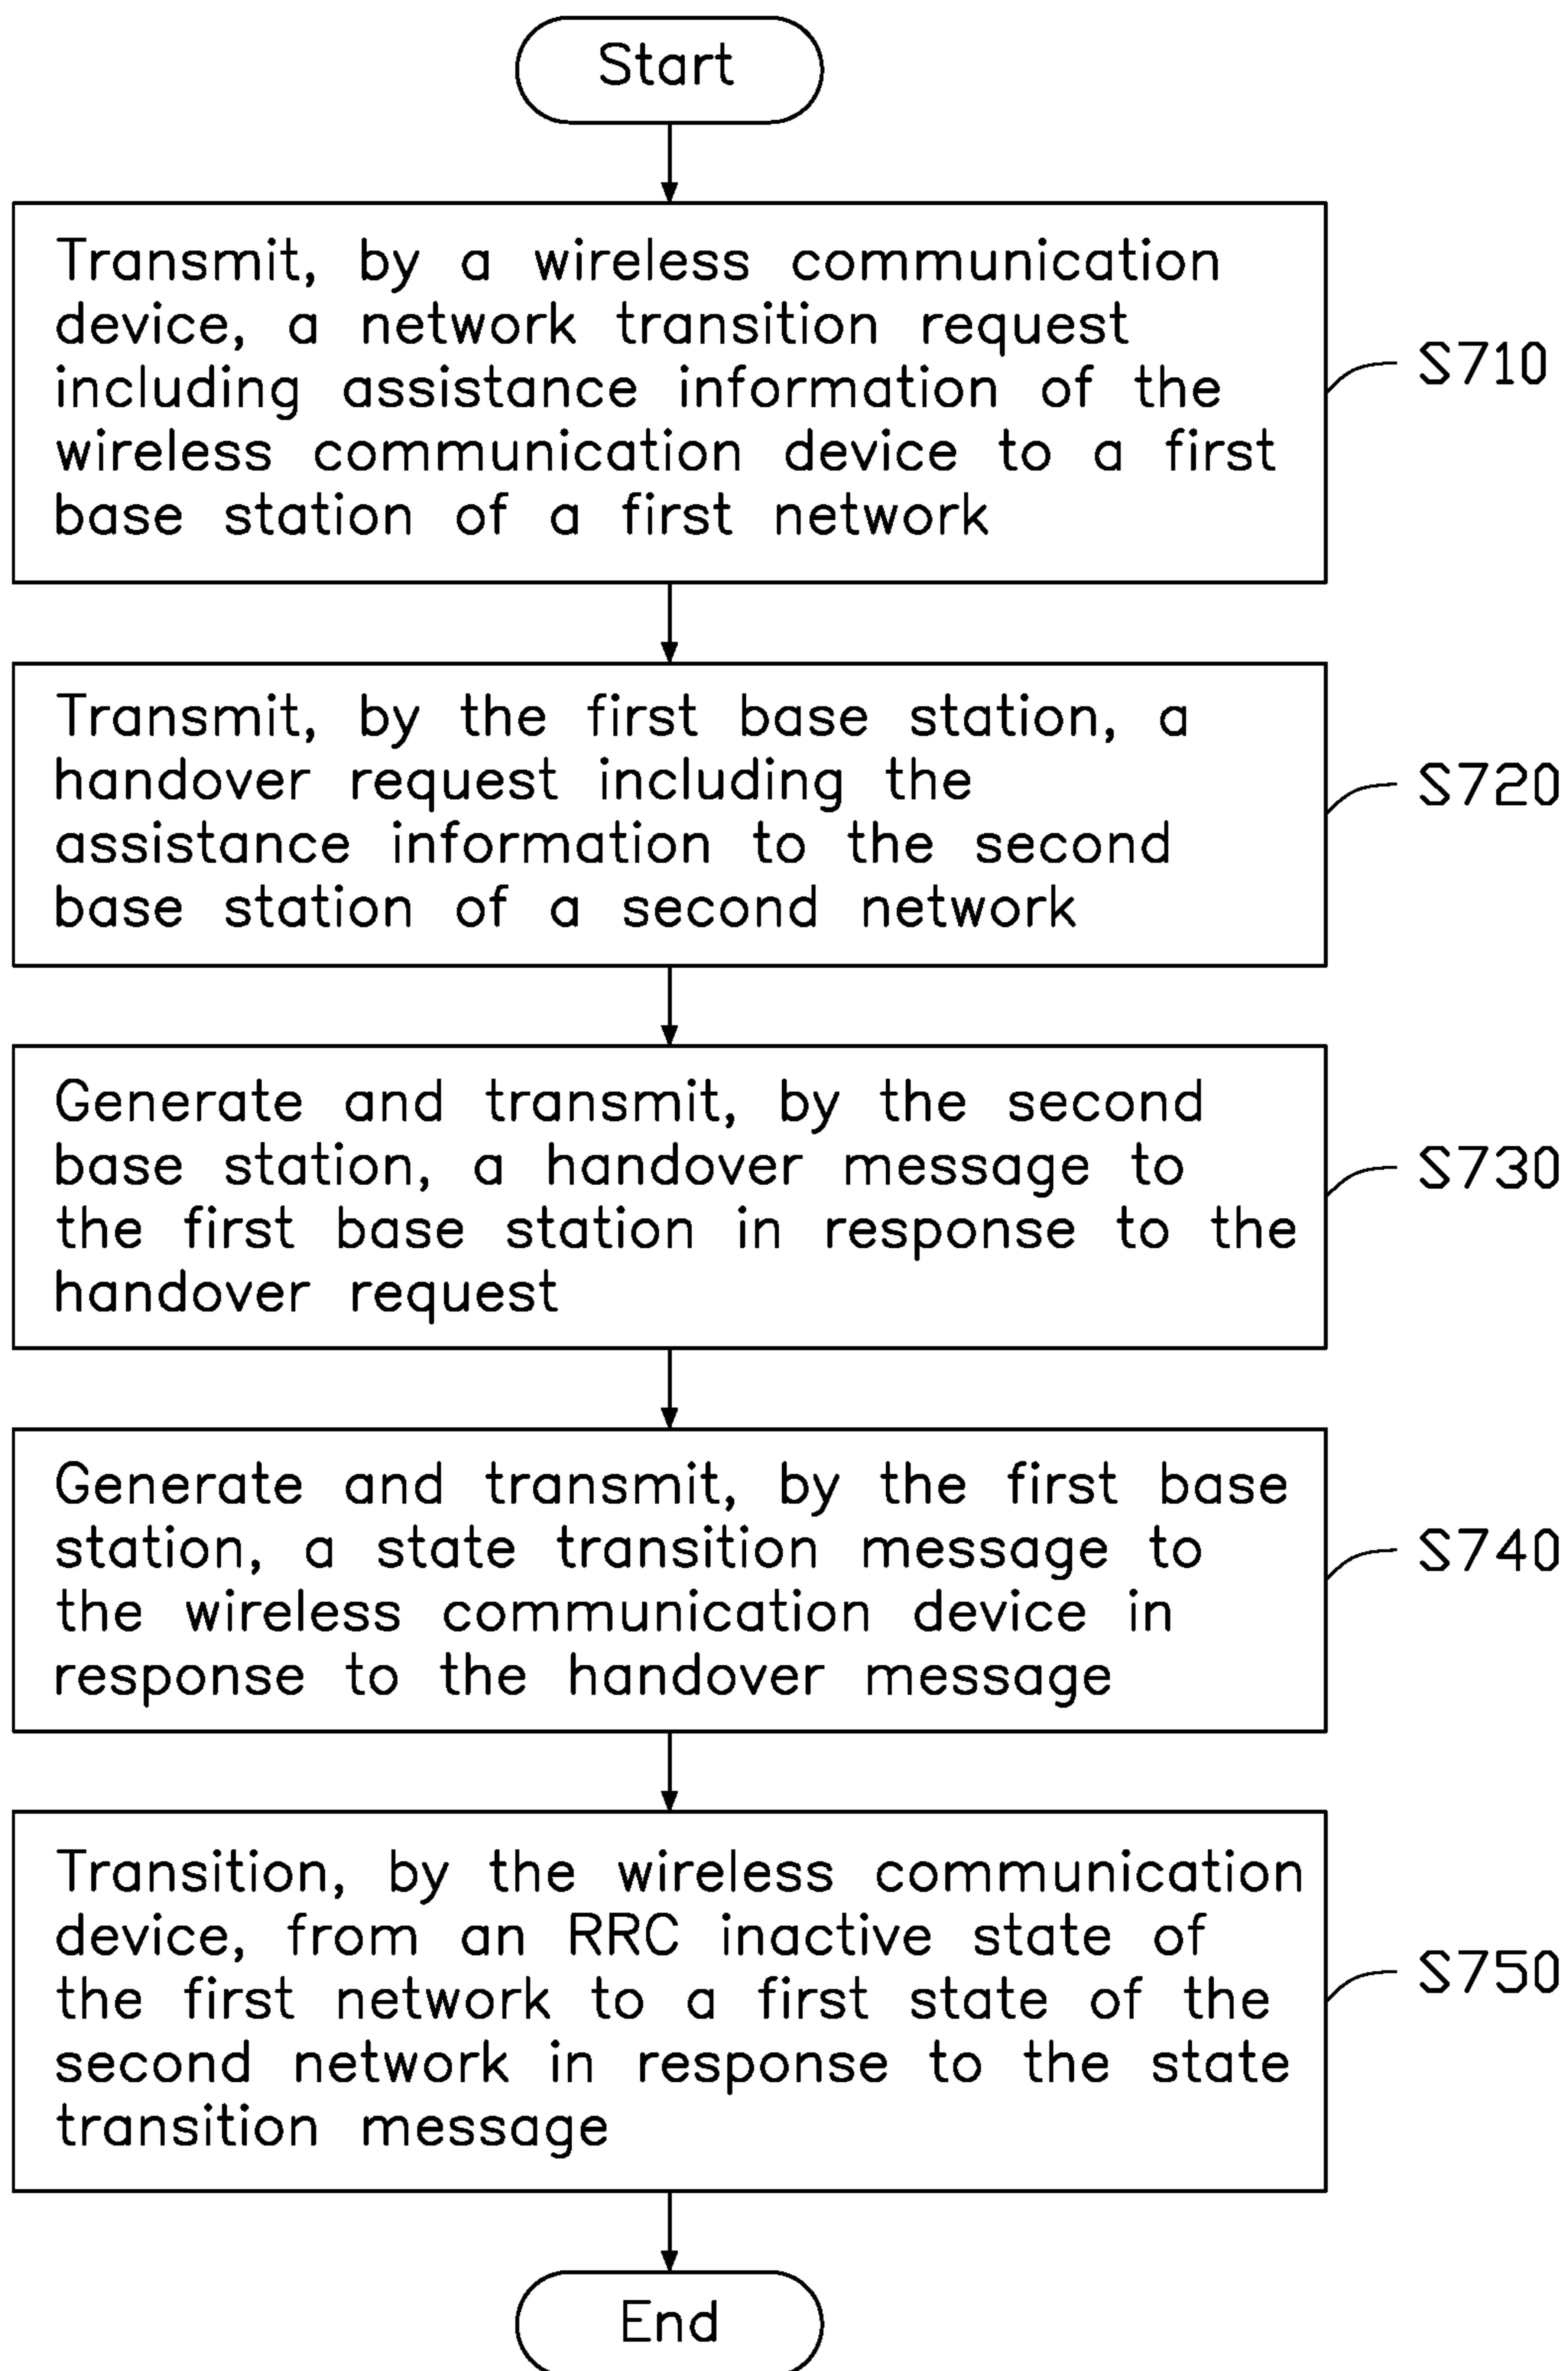 Start
Transmit, by a wireless communication
device, a network transition request
including assistance information of the
wireless communication device to a first
base station of a first network
S710
Transmit, by the first base station, a
handover request including the
assistance information to the second
base station of a second network
S720
Generate and transmit, by the second
base station, a handover message to
the first base station in response to the
handover request
S730
Generate and transmit, by the first base
station, a state transition message to
the wireless communication device in
response to the handover message
S740
Transition, by the wireless communication
device, from an RRC inactive state of
the first network to a first state of the
second network in response to the state
transition message
S750
End